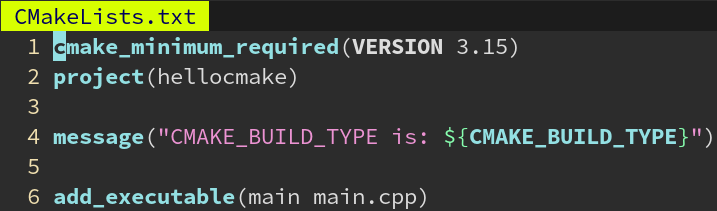 CMakeLists.txt
1 cmake_minimum_required(VERSION 3.15)
2 project(hellocmake)
3
4 message("CMAKE_BUILD_TYPE is: ${CMAKE_BUILD_TYPE}")
5
6 add_executable(main main.cpp)